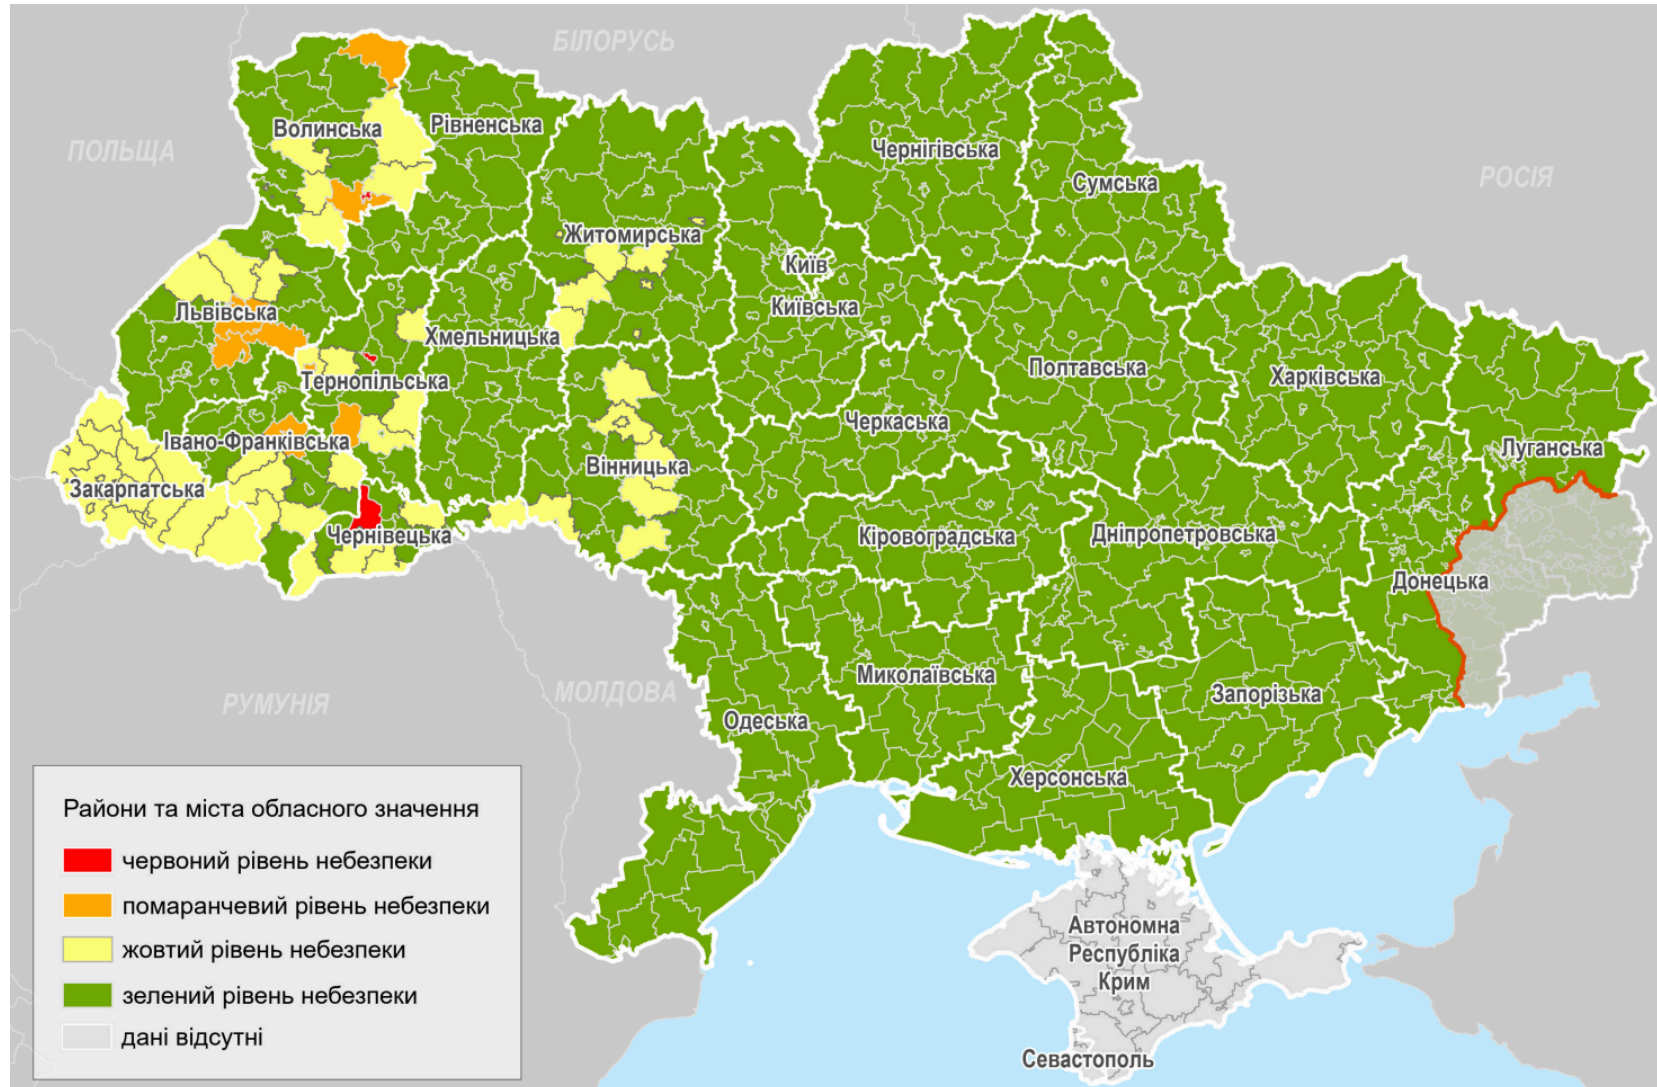 БІЛОРУСЬ
ПОЛЬЩА
РОСІЯ
РУМУНІЯ
МОЛДОВА
Волинська
Рівненська
Житомирська
Чернігівська
Сумська
Київ
Київська
Львівська
Хмельницька
Тернопільська
Івано-Франківська
Закарпатська
Чернівецька
Вінницька
Черкаська
Полтавська
Харківська
Луганська
Кіровоградська
Дніпропетровська
Донецька
Миколаївська
Запорізька
Одеська
Херсонська
Автономна
Республіка
Крим
Севастополь
Райони та міста обласного значення
червоний рівень небезпеки
помаранчевий рівень небезпеки
жовтий рівень небезпеки
зелений рівень небезпеки
дані відсутні